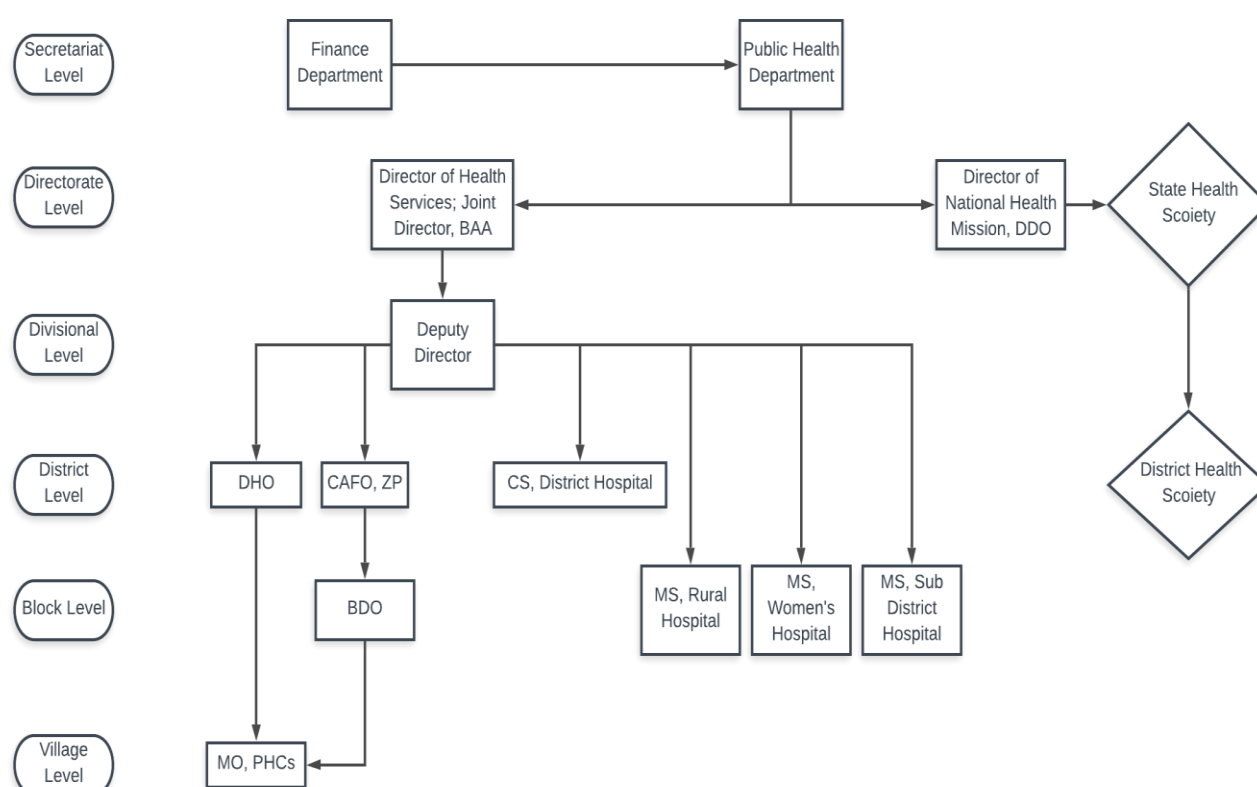 Secretariat
Level
Finance
Department
Public Health
Department
Directorate
Level
Director of Health
Services; Joint
Director, BAA
Director of
National Health
Mission, DDO
State Health
Scoiety
Divisional
Level
Deputy
Director
District
Level
DHO
CAFO, ZP
CS, District Hospital
District Health
Scoiety
Block Level
BDO
MS, Rural
Hospital
MS,
Women's
Hospital
MS, Sub
District
Hospital
Village
Level
MO, PHCs